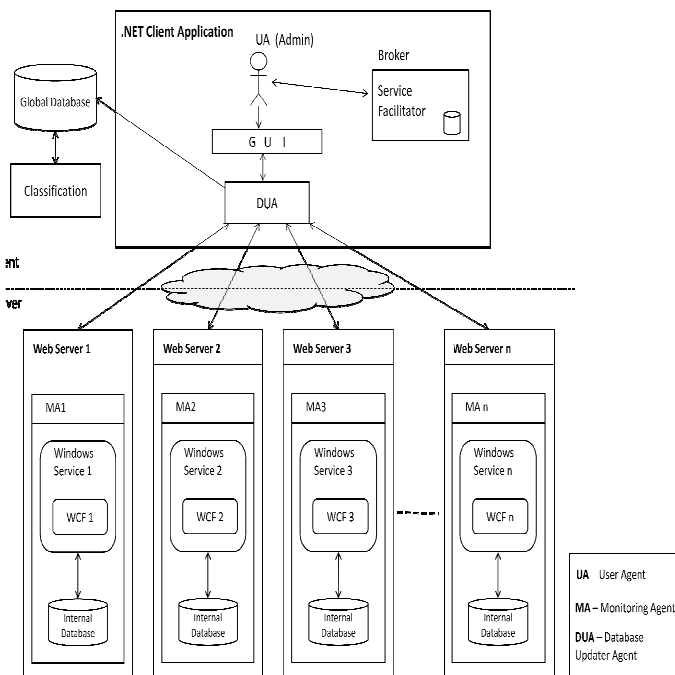 .NET Client Application
UA (Admin)
Broker
Service
Facilitator
Global Database
G U I
Classification
DUA
ent
ver
Web Server 1
Web Server 2
Web Server 3
Web Server n
MA1
MA2
MA3
MA n
Windows
Service 1
Windows
Service 2
Windows
Service 3
Windows
Service n
WCF 1
WCF 2
WCF 3
WCF n
Internal
Database
Internal
Database
Internal
Database
Internal
Database
UA User Agent
MA – Monitoring Agent
DUA – Database
Updater Agent